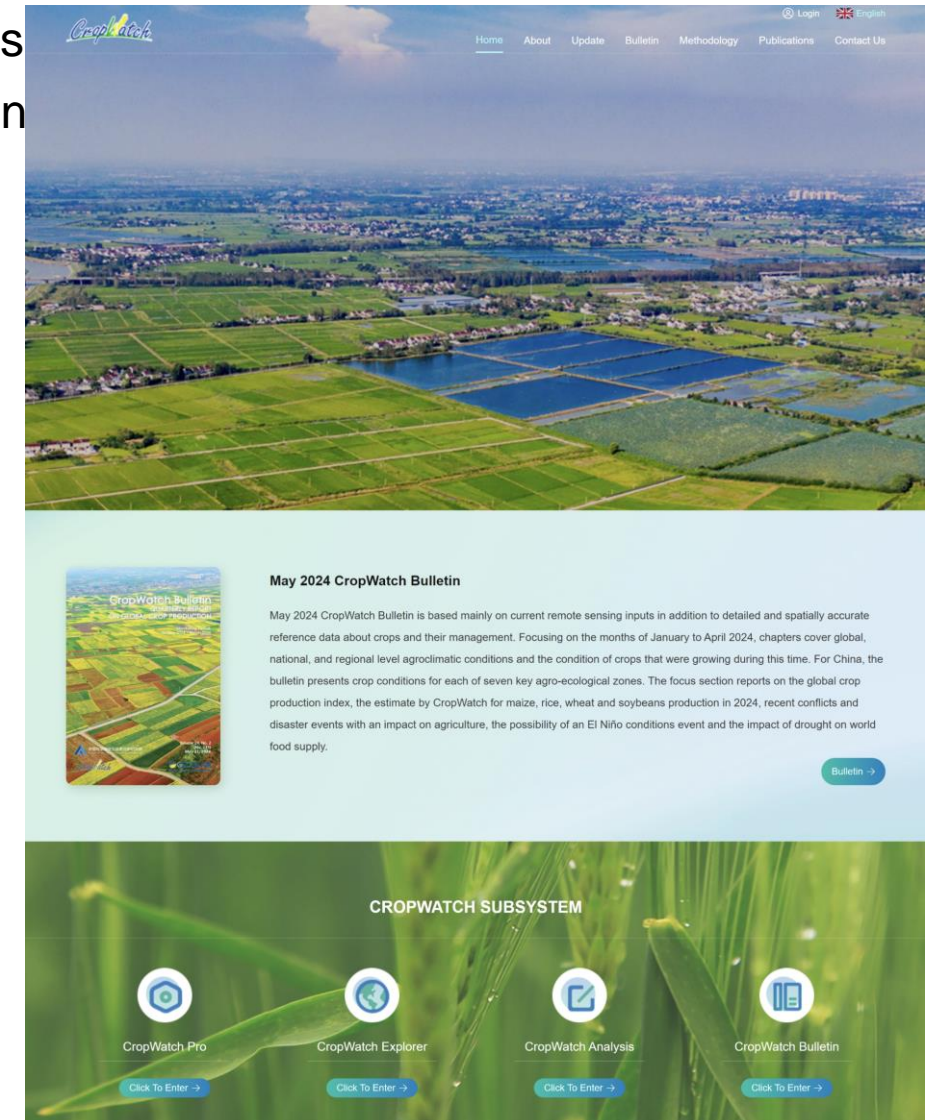 s
n
CropWatch
Login English
Home About Update Bulletin Methodology Publications Contact Us
CropWatch Bulletin
QUARTERLY REPORT
ON GLOBAL CROP PRODUCTION
May 2024 CropWatch Bulletin
May 2024 CropWatch Bulletin is based mainly on current remote sensing inputs in addition to detailed and spatially accurate
reference data about crops and their management. Focusing on the months of January to April 2024, chapters cover global,
national, and regional level agroclimatic conditions and the condition of crops that were growing during this time. For China, the
bulletin presents crop conditions for each of seven key agro-ecological zones. The focus section reports on the global crop
production index, the estimate by CropWatch for maize, rice, wheat and soybeans production in 2024, recent conflicts and
disaster events with an impact on agriculture, the possibility of an El Niño conditions event and the impact of drought on world
food supply.
Bulletin →
CROPWATCH SUBSYSTEM
CropWatch Pro CropWatch Explorer CropWatch Analysis CropWatch Bulletin
Click To Enter → Click To Enter → Click To Enter → Click To Enter →